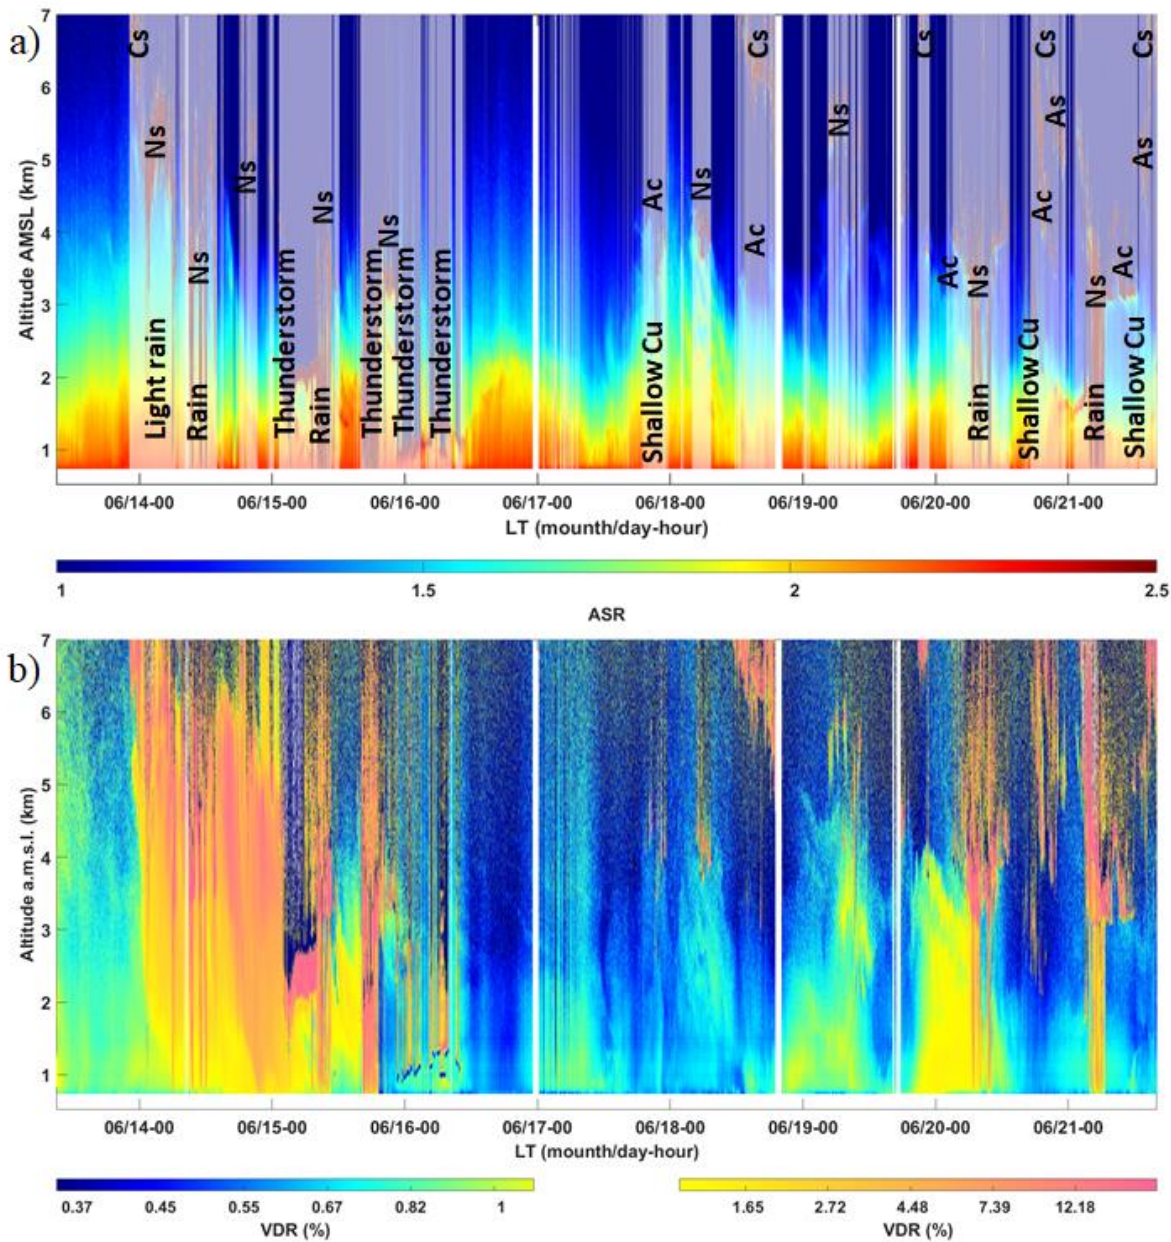 a)
7
6
5
4
3
2
1
Altitude AMSL (km)
Cs
Ns
Light rain
Ns
Rain
Ns
Thunderstorm
Ns
Rain
Thunderstorm
Ns
Thunderstorm
Thunderstorm
Ac
Shallow Cu
Ns
Cs
Ac
Ns
Cs
Ac
Ns
Rain
Cs
As
Ac
Shallow Cu
Ns
Rain
Cs
As
Ac
Shallow Cu
06/14-00 06/15-00 06/16-00 06/17-00 06/18-00 06/19-00 06/20-00 06/21-00
LT (mounth/day-hour)
1 1.5 2 2.5
ASR
b)
7
6
5
4
3
2
1
Altitude a.m.s.l. (km)
06/14-00 06/15-00 06/16-00 06/17-00 06/18-00 06/19-00 06/20-00 06/21-00
LT (mounth/day-hour)
0.37 0.45 0.55 0.67 0.82 1 1.65 2.72 4.48 7.39 12.18
VDR (%) VDR (%)